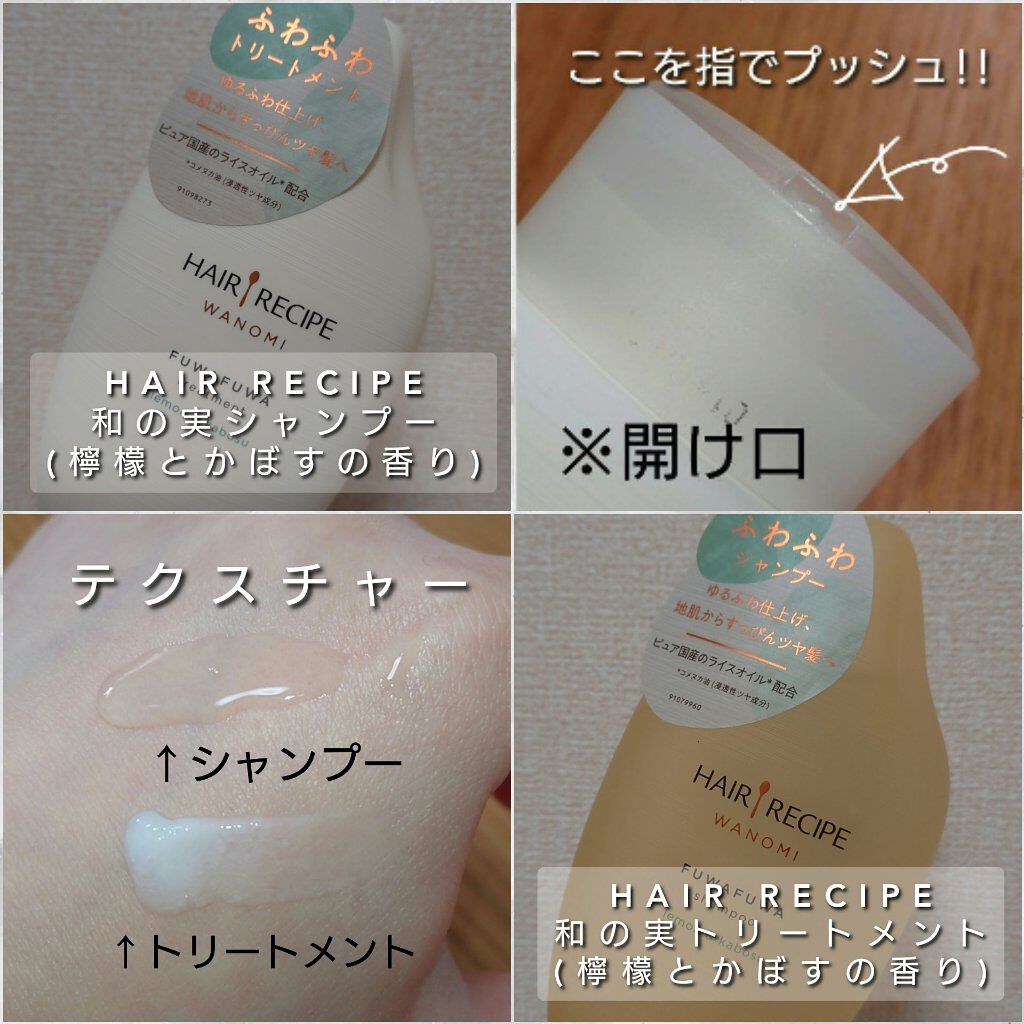 ふわふわ
トリートメント
ゆるふわ仕上げ、
地肌からすっぴんツヤ髪へ
ピュア国産のライスオイル*配合
*コメヌカ油(浸透性ツヤ成分)
91098273
HAIR RECIPE
WANOMI
FUWAFUWA
treatment
HAIR RECIPE
和の実シャンプー
(檸檬とかぼすの香り)
ここを指でプッシュ!!
※開け口
テクスチャー
↑シャンプー
↑トリートメント
ふわふわ
シャンプー
ゆるふわ仕上げ、
地肌からすっぴんツヤ髪へ
ピュア国産のライスオイル*配合
*コメヌカ油(浸透性ツヤ成分)
91079960
HAIR RECIPE
WANOMI
FUWAFUWA
shampoo
HAIR RECIPE
和の実トリートメント
(檸檬とかぼすの香り)